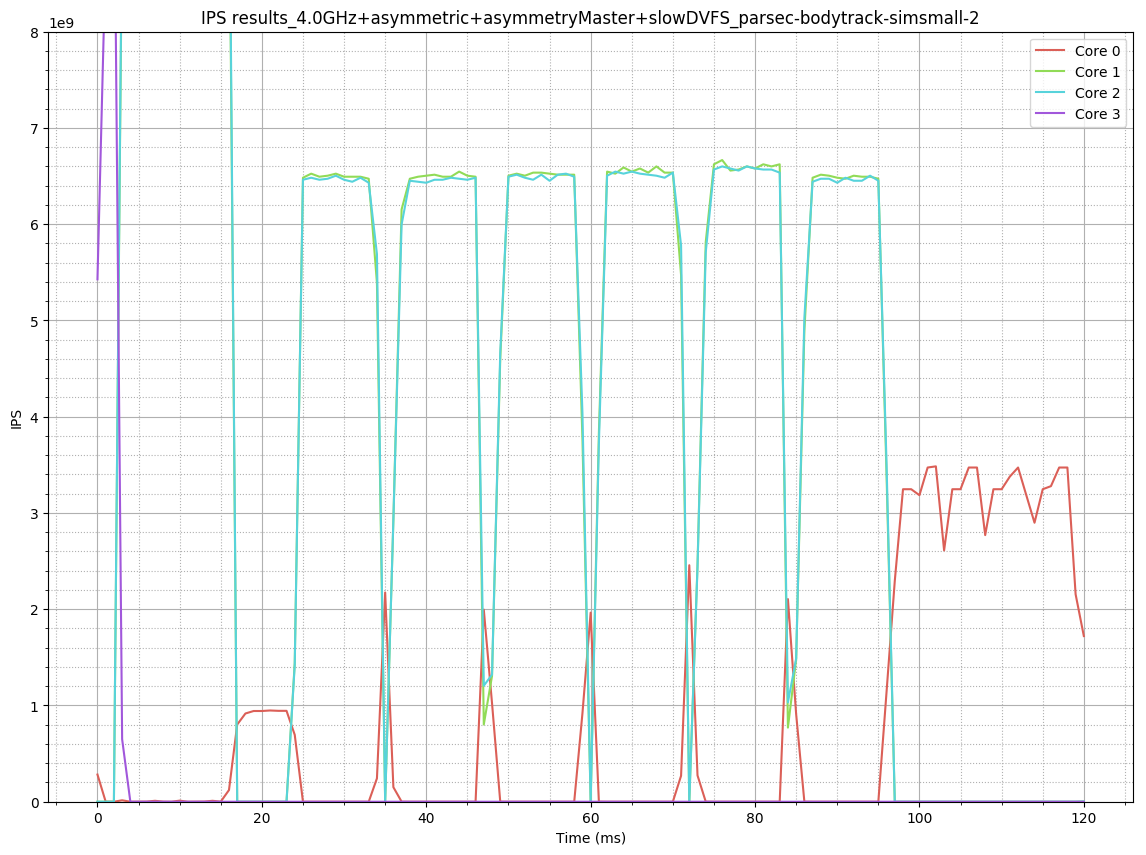 IPS results_4.0GHz+asymmetric+asymmetryMaster+slowDVFS_parsec-bodytrack-simsmall-2
1e9
8
7
6
5
4
3
2
1
0
IPS
Core 0
Core 1
Core 2
Core 3
0 20 40 60 80 100 120
Time (ms)